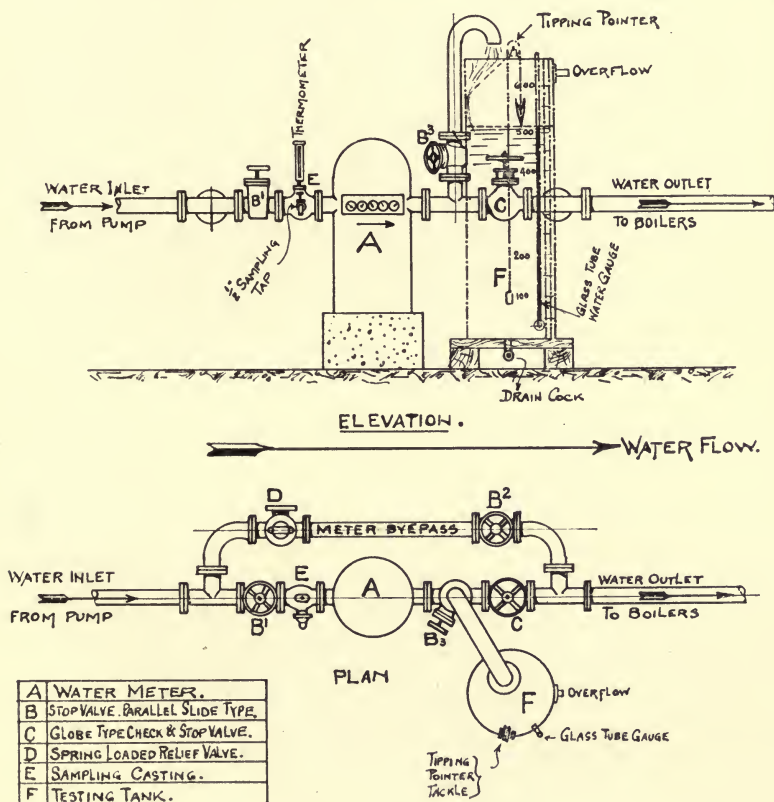 TIPPING POINTER
OVERFLOW
600
500
400
200
100
THERMOMETER
E
B³
WATER INLET
FROM PUMP
B¹
½" SAMPLING
TAP
A
C
F
WATER OUTLET
TO BOILERS
GLASS TUBE
WATER GAUGE
DRAIN COCK
ELEVATION.
WATER FLOW.
D
METER BYEPASS
B²
WATER INLET
FROM PUMP
E
B¹
A
B3
C
WATER OUTLET
TO BOILERS
PLAN
F
OVERFLOW
GLASS TUBE GAUGE
TIPPING
POINTER
TACKLE
A WATER METER.
B STOP VALVE. PARALLEL SLIDE TYPE.
C GLOBE TYPE CHECK & STOP VALVE.
D SPRING LOADED RELIEF VALVE.
E SAMPLING CASTING.
F TESTING TANK.